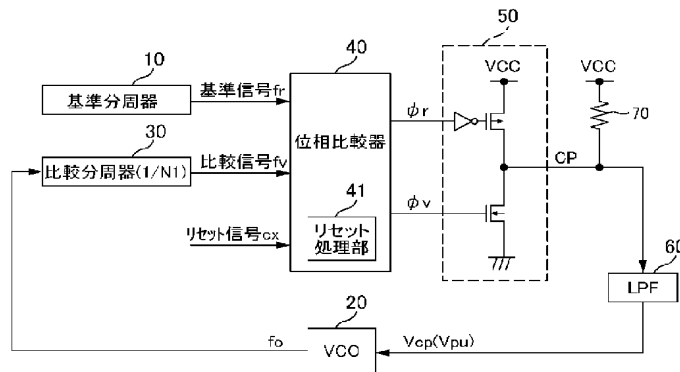 50
10
40
VCC
VCC
基準分周器
基準信号fr
70
30
位相比較器
φr
比較分周器(1/N1)
比較信号fv
CP
41
φv
リセット信号cx
リセット
処理部
60
LPF
20
fo
VCO
Vcp(Vpu)